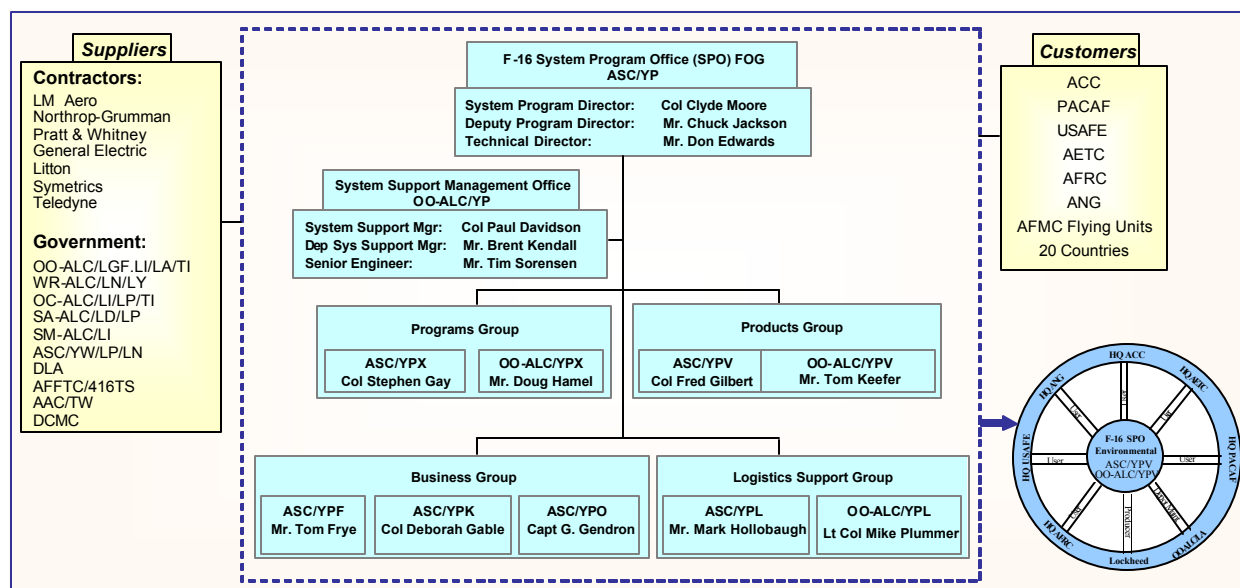 Suppliers
Contractors:
LM Aero
Northrop-Grumman
Pratt & Whitney
General Electric
Litton
Symetrics
Teledyne
Government:
OO-ALC/LGF.LI/LA/TI
WR-ALC/LN/LY
OC-ALC/LI/LP/TI
SA-ALC/LD/LP
SM-ALC/LI
ASC/YW/LP/LN
DLA
AFFTC/416TS
AAC/TW
DCMC
F-16 System Program Office (SPO) FOG
ASC/YP
System Program Director: Col Clyde Moore
Deputy Program Director: Mr. Chuck Jackson
Technical Director: Mr. Don Edwards
System Support Management Office
OO-ALC/YP
System Support Mgr: Col Paul Davidson
Dep Sys Support Mgr: Mr. Brent Kendall
Senior Engineer: Mr. Tim Sorensen
Programs Group
ASC/YPX
Col Stephen Gay
OO-ALC/YPX
Mr. Doug Hamel
Products Group
ASC/YPV
Col Fred Gilbert
OO-ALC/YPV
Mr. Tom Keefer
Business Group
ASC/YPF
Mr. Tom Frye
ASC/YPK
Col Deborah Gable
ASC/YPO
Capt G. Gendron
Logistics Support Group
ASC/YPL
Mr. Mark Hollobaugh
OO-ALC/YPL
Lt Col Mike Plummer
Customers
ACC
PACAF
USAFE
AETC
AFRC
ANG
AFMC Flying Units
20 Countries
HQ ACC
HQ AETC
HQ PACAF
Lockheed
HQ AFRC
HQ USAFE
HQ ANG
User
User
User
User
User
Producer
F-16 SPO
Environmental
ASC/YPV
OO-ALC/YPV